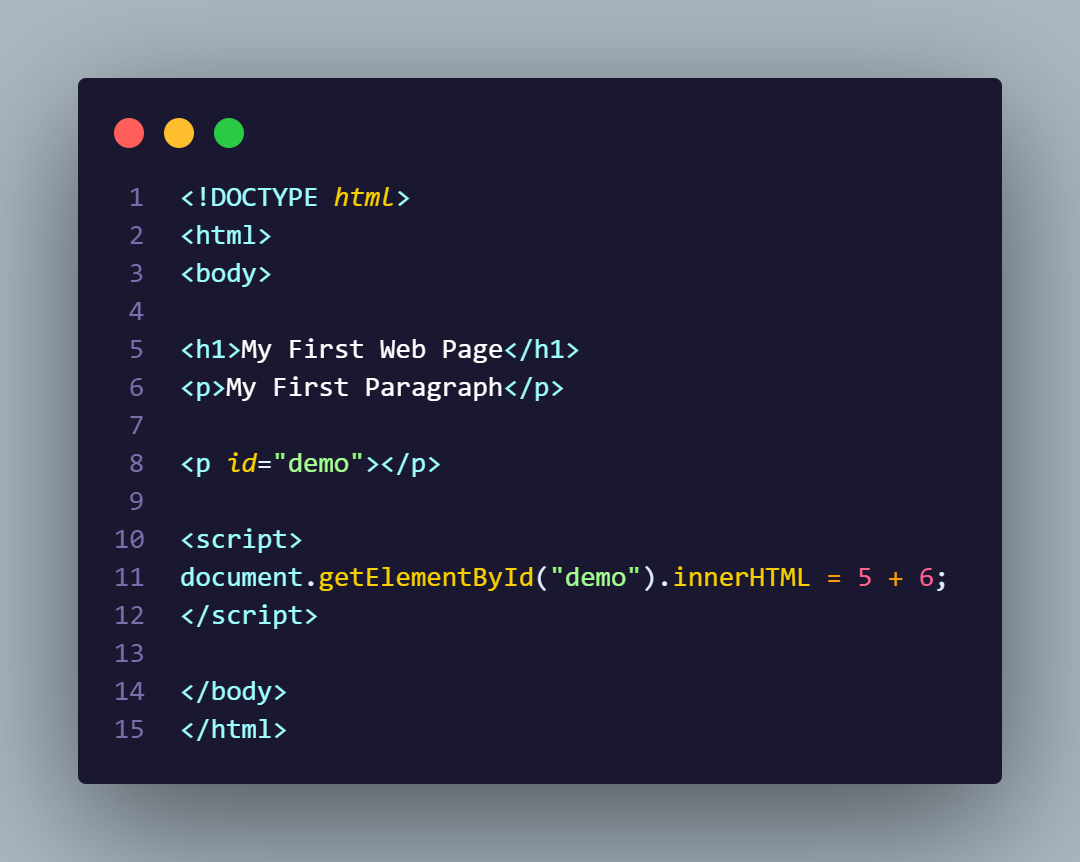 1 <!DOCTYPE html>
2 <html>
3 <body>
4
5 <h1>My First Web Page</h1>
6 <p>My First Paragraph</p>
7
8 <p id="demo"></p>
9
10 <script>
11 document.getElementById("demo").innerHTML = 5 + 6;
12 </script>
13
14 </body>
15 </html>